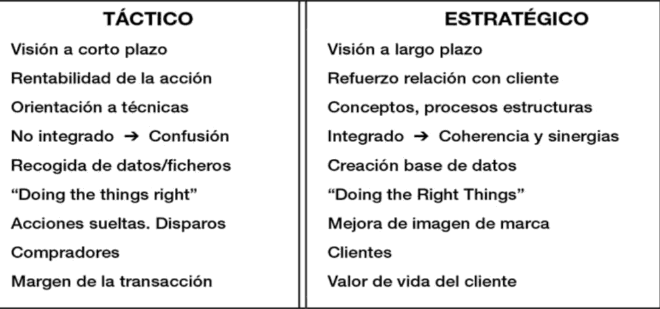 TÁCTICO
Visión a corto plazo
Rentabilidad de la acción
Orientación a técnicas
No integrado → Confusión
Recogida de datos/ficheros
“Doing the things right”
Acciones sueltas. Disparos
Compradores
Margen de la transacción
ESTRATÉGICO
Visión a largo plazo
Refuerzo relación con cliente
Conceptos, procesos estructuras
Integrado → Coherencia y sinergias
Creación base de datos
“Doing the Right Things”
Mejora de imagen de marca
Clientes
Valor de vida del cliente